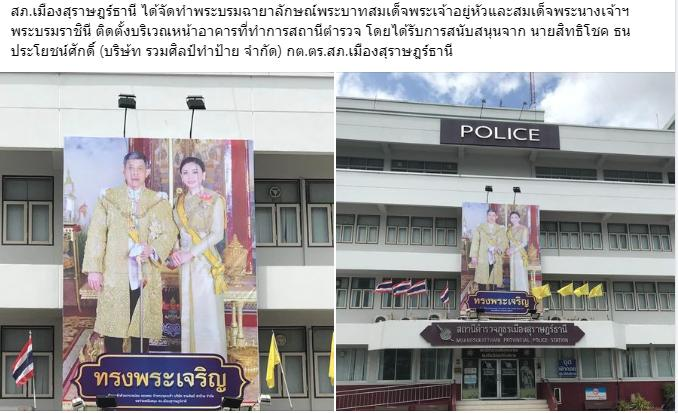 สภ.เมืองสุราษฎร์ธานี ได้จัดทำพระบรมฉายาลักษณ์พระบาทสมเด็จพระเจ้าอยู่หัวและสมเด็จพระนางเจ้าฯ
พระบรมราชินี ติดตั้งบริเวณหน้าอาคารที่ทำการสถานีตำรวจ โดยได้รับการสนับสนุนจาก นายสิทธิโชค ธน
ประโยชน์ศักดิ์ (บริษัท รวมศิลป์ทำป้าย จำกัด) กต.ตร.สภ.เมืองสุราษฎร์ธานี
ทรงพระเจริญ
POLICE
ทรงพระเจริญ
สถานีตำรวจภูธรเมืองสุราษฎร์ธานี
PROVINCIAL POLICE STATION